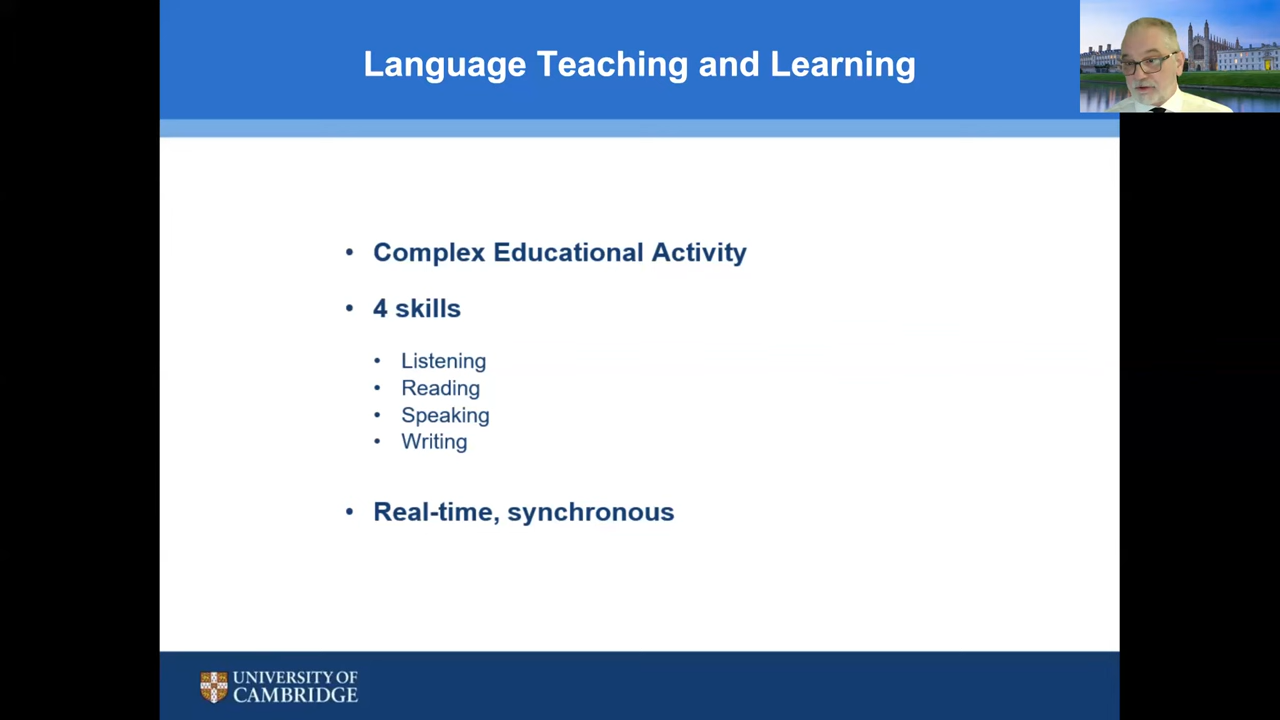 Language Teaching and Learning
• Complex Educational Activity
• 4 skills
• Listening
• Reading
• Speaking
• Writing
• Real-time, synchronous
UNIVERSITY OF
CAMBRIDGE